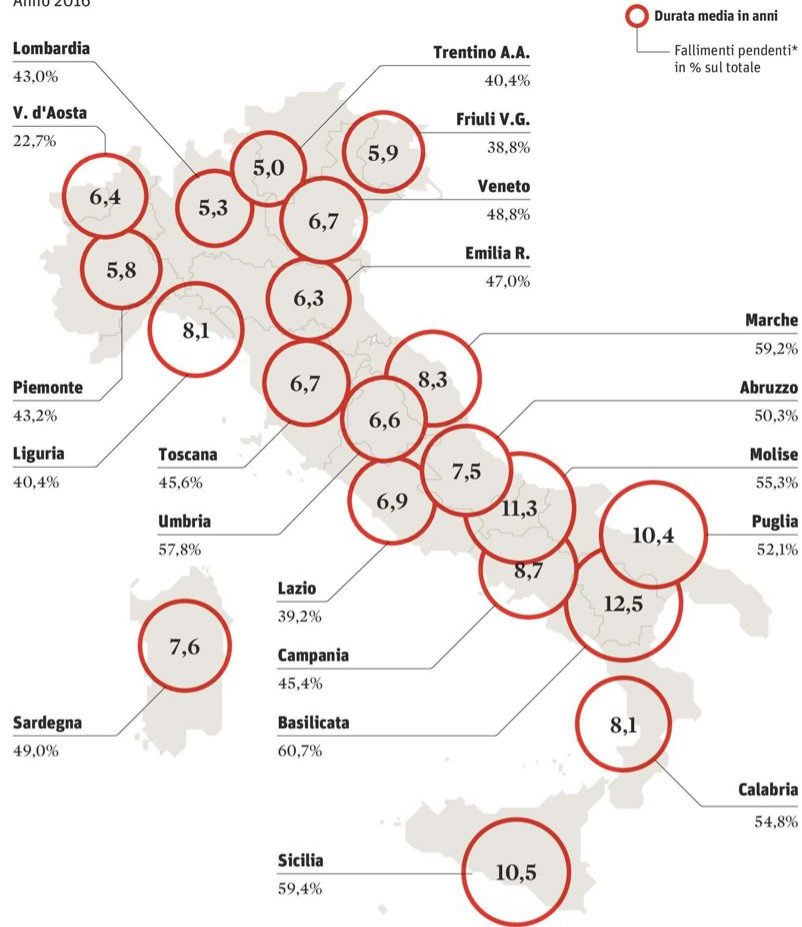 Anno 2016
Durata media in anni
Fallimenti pendenti*
in % sul totale
Lombardia
43,0%
Trentino A.A.
40,4%
V. d'Aosta
22,7%
Friuli V.G.
38,8%
Veneto
48,8%
Emilia R.
47,0%
5,9
5,0
6,4
5,3
6,7
5,8
6,3
8,1
Marche
59,2%
8,3
6,7
Piemonte
43,2%
Abruzzo
50,3%
6,6
Liguria
40,4%
Toscana
45,6%
7,5
Molise
55,3%
6,9
11,3
Umbria
57,8%
10,4
Puglia
52,1%
8,7
Lazio
39,2%
12,5
7,6
Campania
45,4%
Sardegna
49,0%
Basilicata
60,7%
8,1
Calabria
54,8%
Sicilia
59,4%
10,5